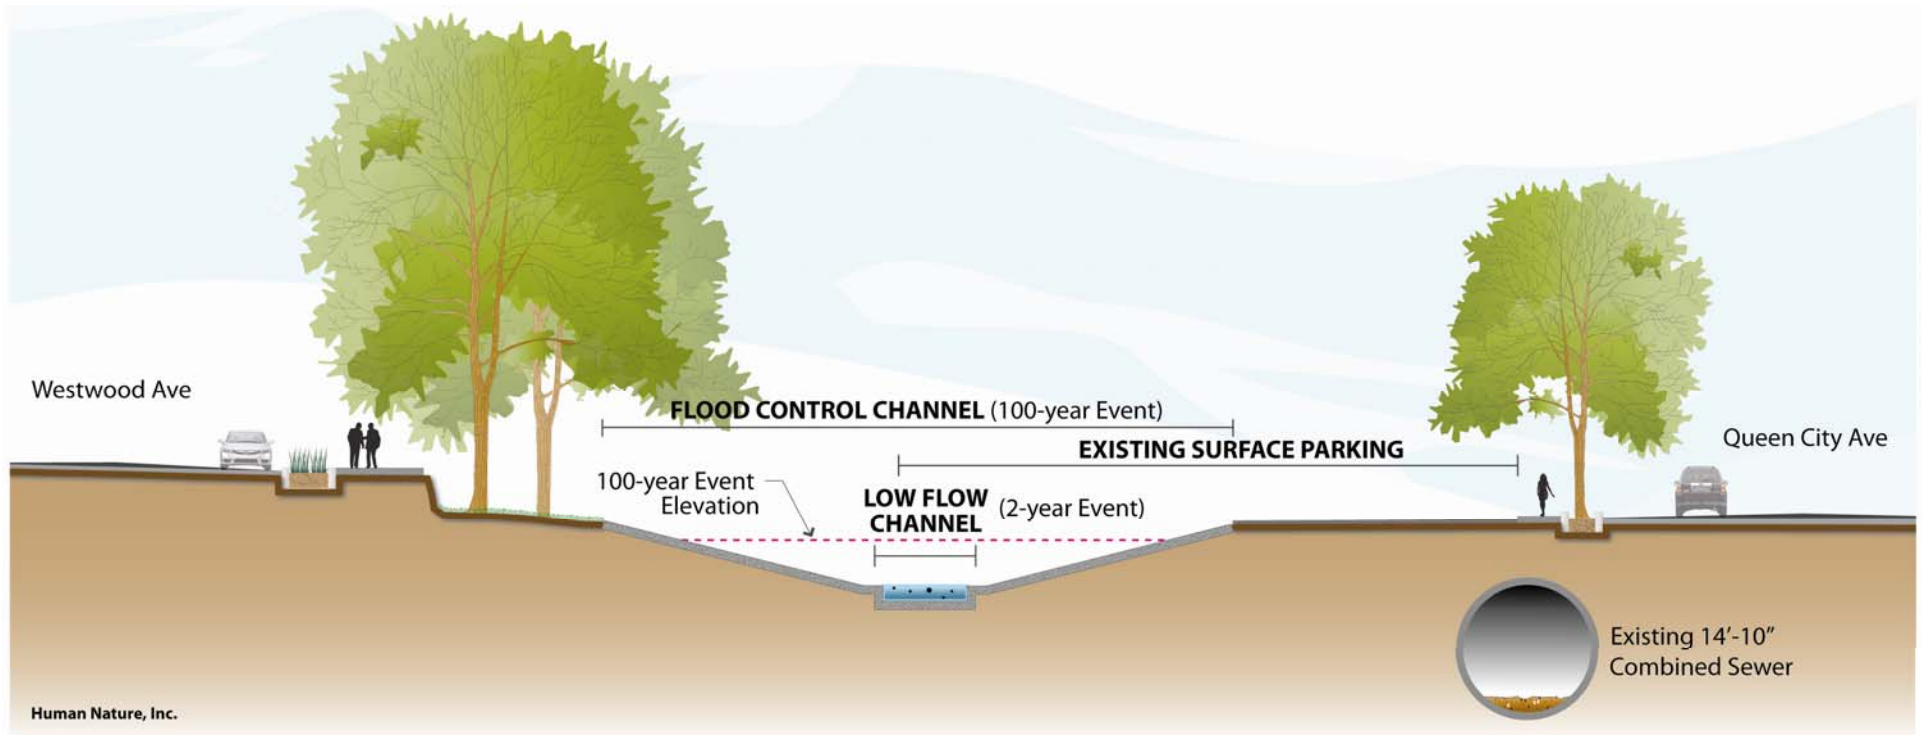 Westwood Ave
FLOOD CONTROL CHANNEL (100-year Event)
Queen City Ave
EXISTING SURFACE PARKING
100-year Event
Elevation
LOW FLOW
CHANNEL
(2-year Event)
Existing 14'-10"
Combined Sewer
Human Nature, Inc.